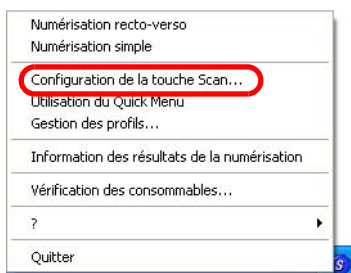 Numérisation recto-verso
Numérisation simple
Configuration de la touche Scan...
Utilisation du Quick Menu
Gestion des profils...
Information des résultats de la numérisation
Vérification des consommables...
?
Quitter
S